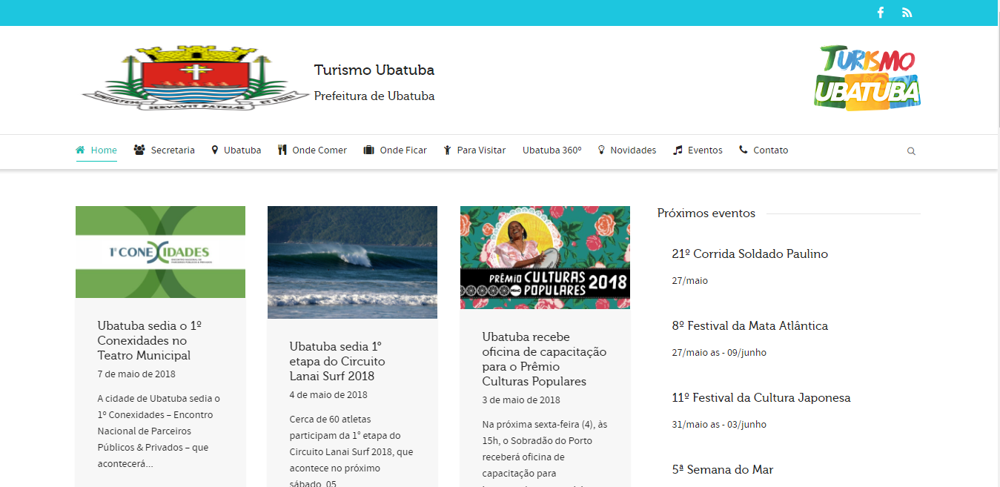 UNITATEM ET FIDEI
SERVAVIT PATRIAE
Turismo Ubatuba
Prefeitura de Ubatuba
TURISMO
UBATUBA
Home Secretaria Ubatuba Onde Comer Onde Ficar Para Visitar Ubatuba 360º Novidades Eventos Contato
1º CONEXIDADES
Ubatuba sedia o 1º
Conexidades no
Teatro Municipal
7 de maio de 2018
A cidade de Ubatuba sedia o
1º Conexidades – Encontro
Nacional de Parceiros
Públicos & Privados – que
acontecerá...
Ubatuba sedia 1°
etapa do Circuito
Lanai Surf 2018
4 de maio de 2018
Cerca de 60 atletas
participam da 1° etapa do
Circuito Lanai Surf 2018, que
acontece no próximo
sábado, 05
PRÊMIO CULTURAS
POPULARES 2018
Ubatuba recebe
oficina de capacitação
para o Prêmio
Culturas Populares
3 de maio de 2018
Na próxima sexta-feira (4), às
15h, o Sobradão do Porto
receberá oficina de
capacitação para
Próximos eventos
21º Corrida Soldado Paulino
27/maio
8º Festival da Mata Atlântica
27/maio as - 09/junho
11º Festival da Cultura Japonesa
31/maio as - 03/junho
5ª Semana do Mar